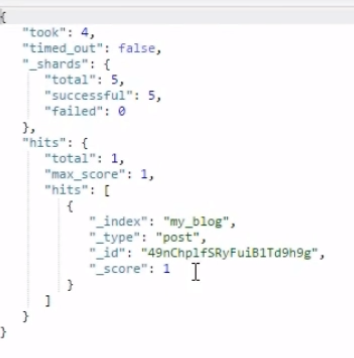 {
"took": 4,
"timed_out": false,
"_shards": {
"total": 5,
"successful": 5,
"failed": 0
},
"hits": {
"total": 1,
"max_score": 1,
"hits": [
{
"_index": "my_blog",
"_type": "post",
"_id": "49nChplfSRyFuiB1Td9h9g",
"_score": 1
}
]
}
}